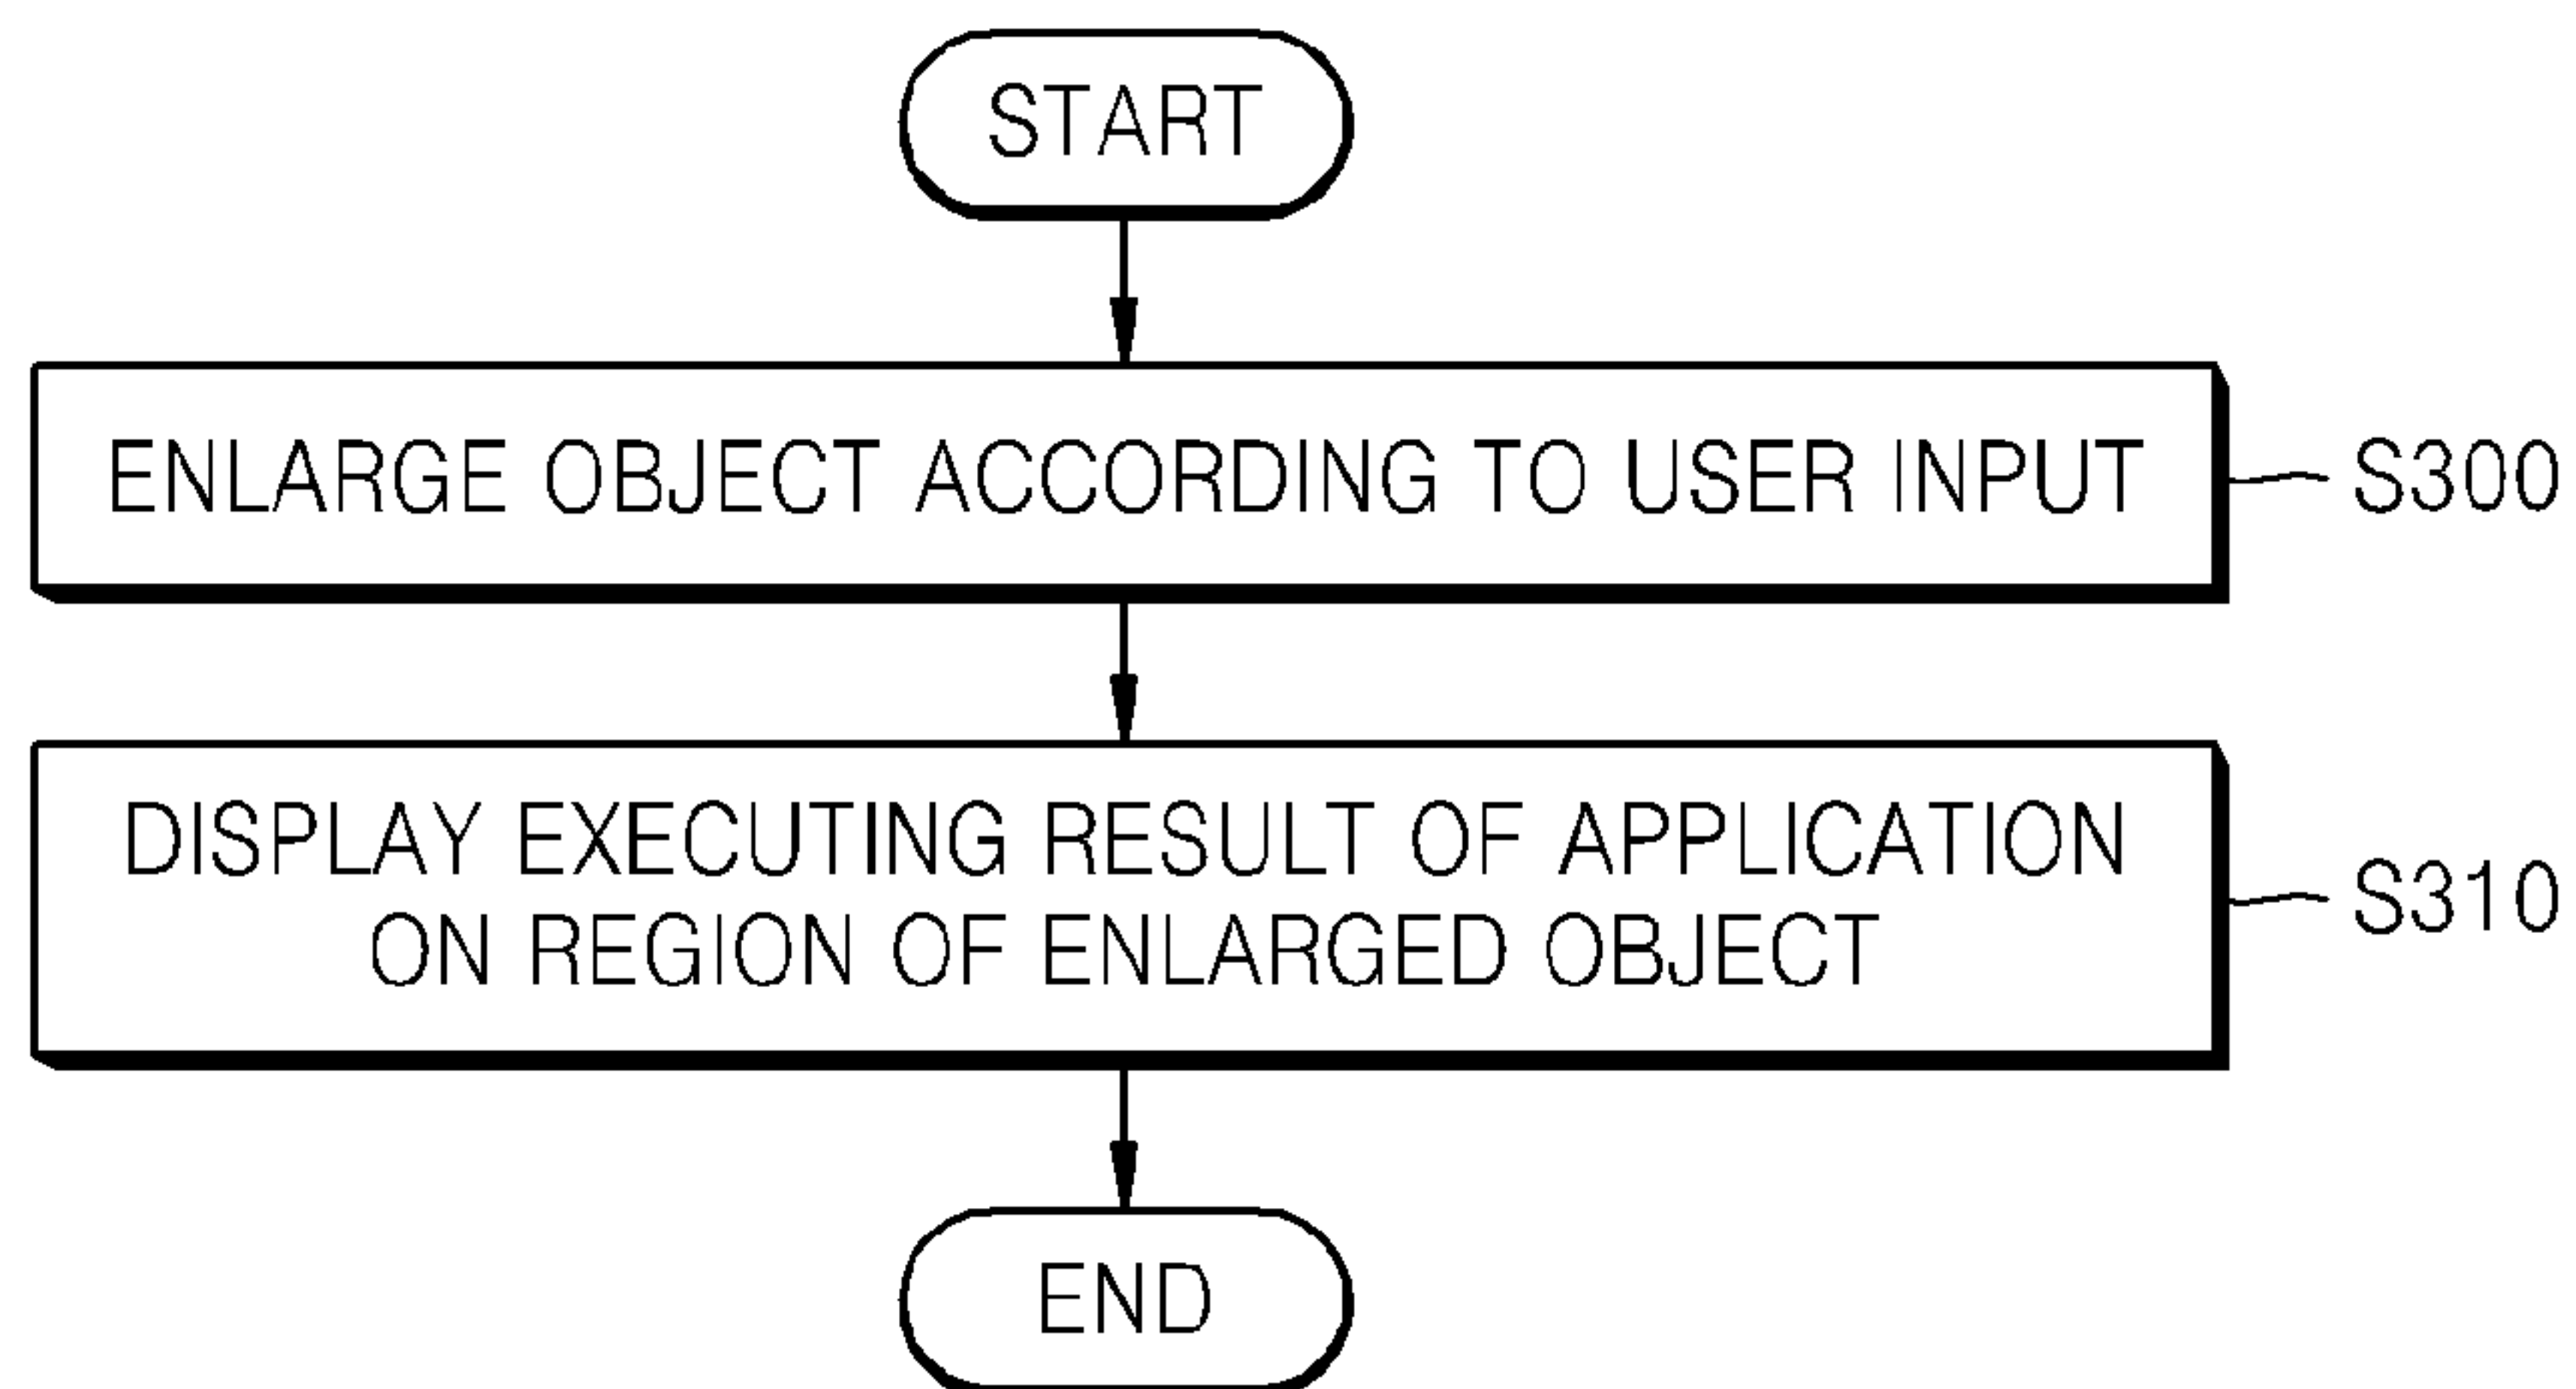 START
ENLARGE OBJECT ACCORDING TO USER INPUT
S300
DISPLAY EXECUTING RESULT OF APPLICATION
ON REGION OF ENLARGED OBJECT
S310
END